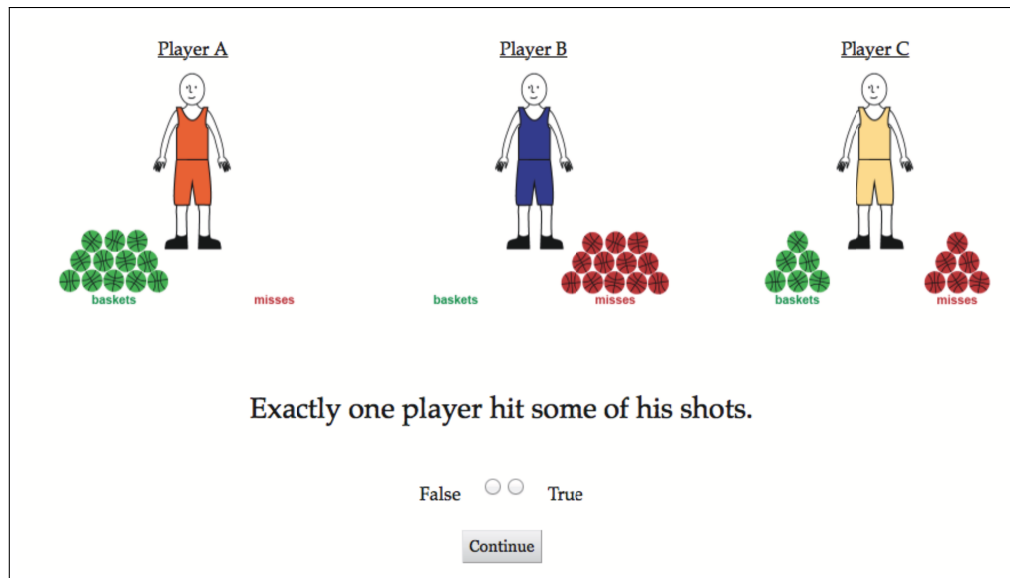 Player A Player B Player C
baskets misses baskets misses baskets misses
Exactly one player hit some of his shots.
False True
Continue